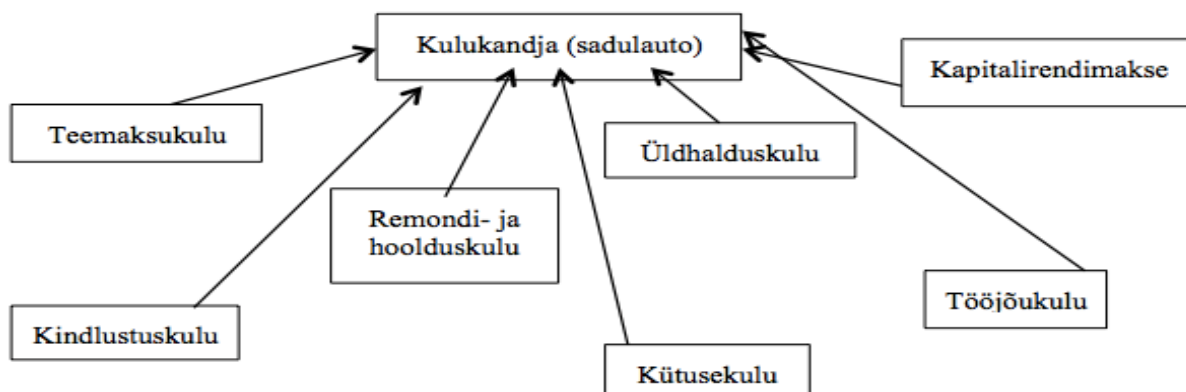 Kulukandja (sadulauto)
Kapitalirendimakse
Teemaksukulu
Üldhalduskulu
Remondi- ja
hoolduskulu
Tööjõukulu
Kindlustuskulu
Kütusekulu